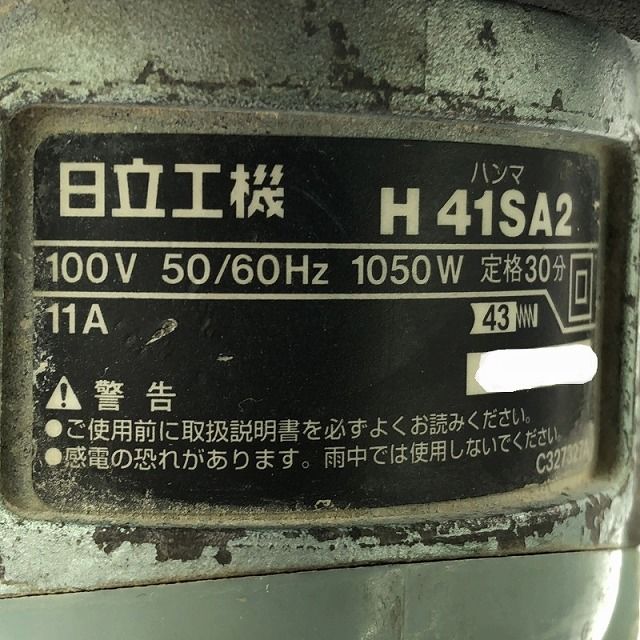 日立工機
ハンマ
H 41SA2
100V 50/60Hz 1050W 定格30分
11A
43
警告
●ご使用前に取扱説明書を必ずよくお読みください。
●感電の恐れがあります。雨中では使用しないでください。